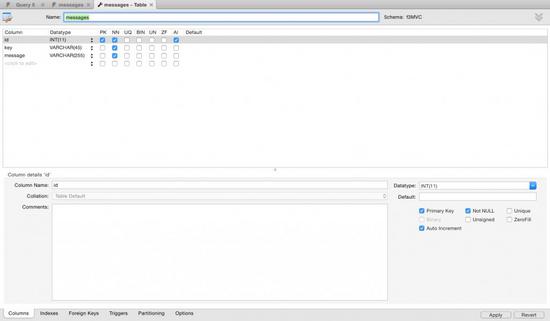 Query 5 messages messages - Table
Name: messages Schema: f3MVC
Column Datatype PK NN UQ BIN UN ZF AI Default
id INT(11)
key VARCHAR(45)
message VARCHAR(255)
<click to edit>
Column details 'id'
Column Name: id Datatype: INT(11)
Collation: Table Default Default:
Comments: Primary Key Not NULL Unique
Binary Unsigned ZeroFill
Auto Increment
Columns Indexes Foreign Keys Triggers Partitioning Options Apply Revert